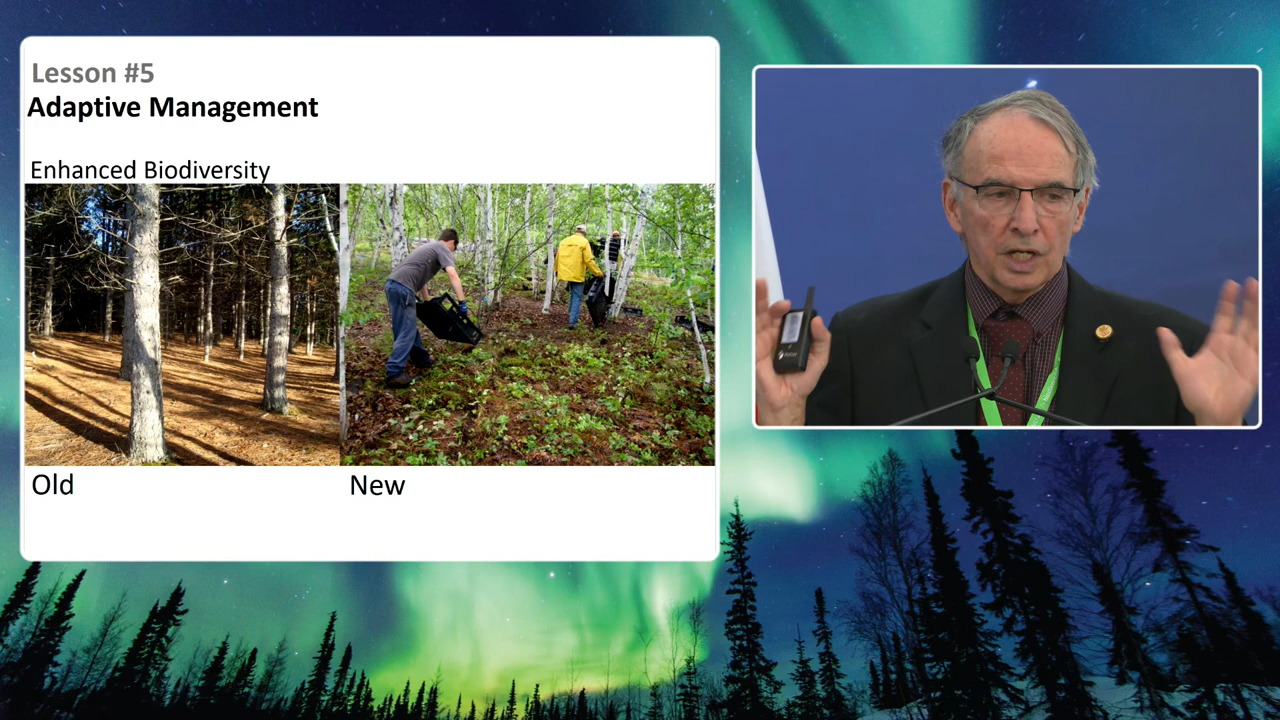 Lesson #5
Adaptive Management
Enhanced Biodiversity
Old
New